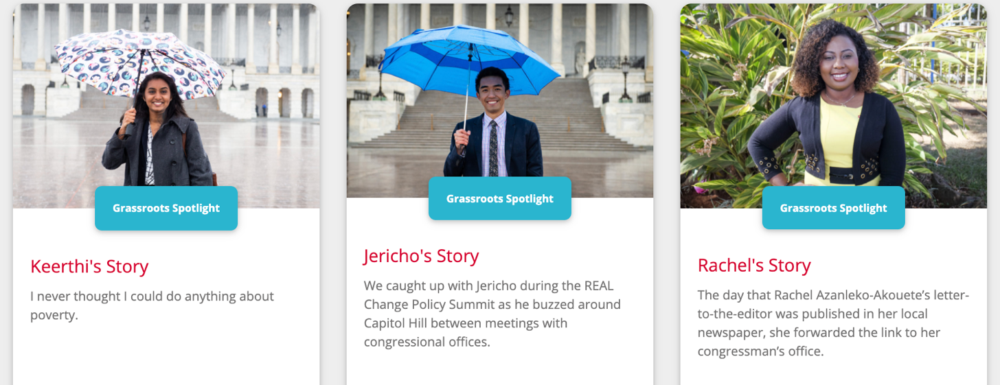 Grassroots Spotlight
Keerthi's Story
I never thought I could do anything about
poverty.
Grassroots Spotlight
Jericho's Story
We caught up with Jericho during the REAL
Change Policy Summit as he buzzed around
Capitol Hill between meetings with
congressional offices.
Grassroots Spotlight
Rachel's Story
The day that Rachel Azanleko-Akouete’s letter-
to-the-editor was published in her local
newspaper, she forwarded the link to her
congressman’s office.